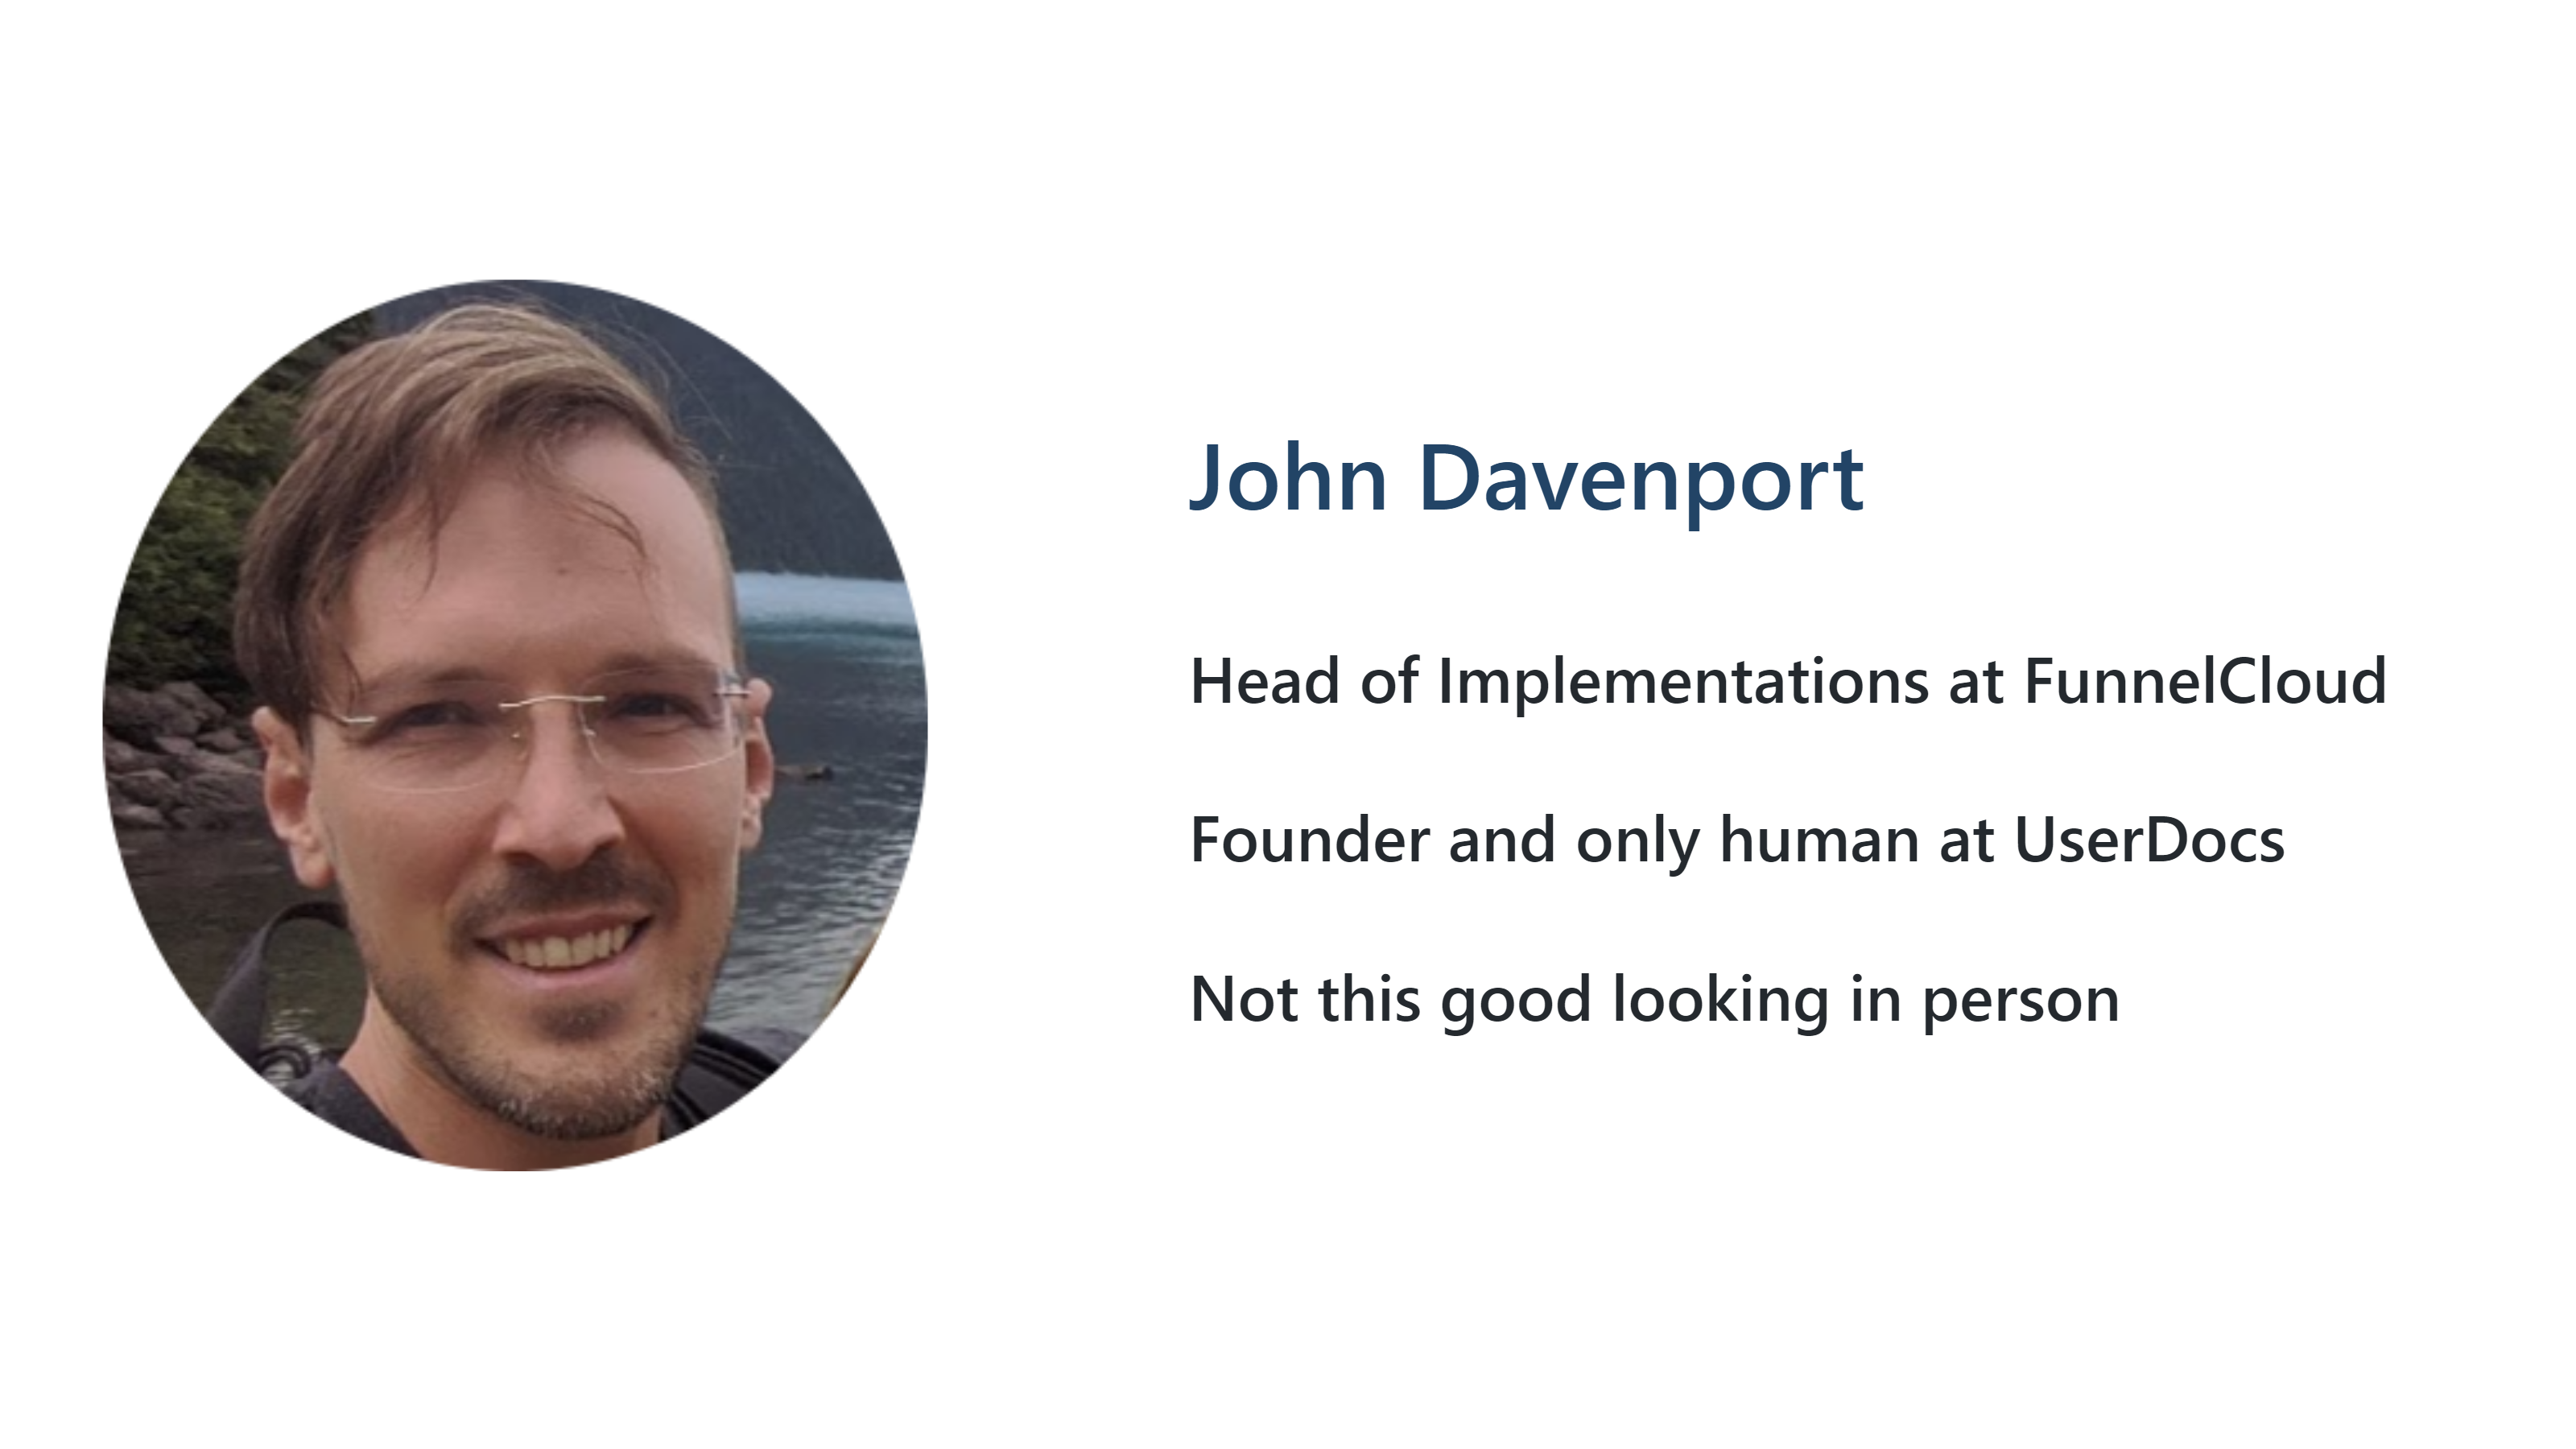 John Davenport
Head of Implementations at FunnelCloud
Founder and only human at UserDocs
Not this good looking in person